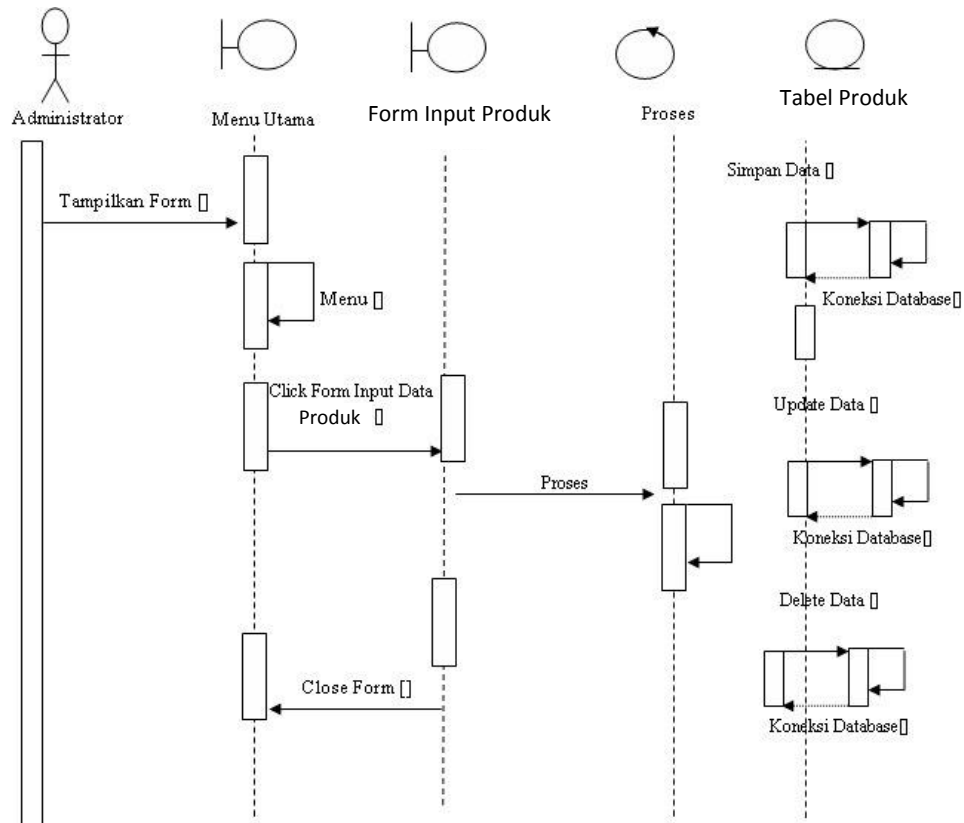 Administrator
Menu Utama
Form Input Produk
Proses
Tabel Produk
Simpan Data []
Tampilkan Form []
Menu []
Koneksi Database[]
Click Form Input Data
Produk []
Update Data []
Proses
Koneksi Database[]
Delete Data []
Close Form []
Koneksi Database[]